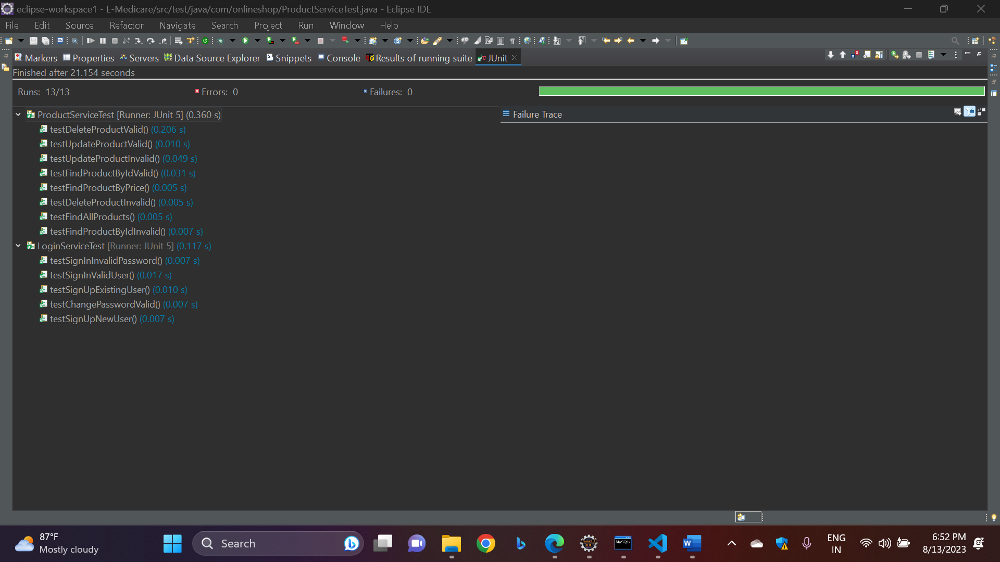 eclipse-workspace1 - E-Medicare/src/test/java/com/onlineshop/ProductServiceTest.java - Eclipse IDE
File Edit Source Refactor Navigate Search Project Run Window Help
Markers Properties Servers Data Source Explorer Snippets Console Results of running suite JUnit
Finished after 21.154 seconds
Runs: 13/13 Errors: 0 Failures: 0
ProductServiceTest [Runner: JUnit 5] (0.360 s)
Failure Trace
testDeleteProductValid() (0.206 s)
testUpdateProductValid() (0.010 s)
testUpdateProductInvalid() (0.049 s)
testFindProductByIdValid() (0.031 s)
testFindProductByPrice() (0.005 s)
testDeleteProductInvalid() (0.005 s)
testFindAllProducts() (0.005 s)
testFindProductByIdInvalid() (0.007 s)
LoginServiceTest [Runner: JUnit 5] (0.117 s)
testSignInInvalidPassword() (0.007 s)
testSignInValidUser() (0.017 s)
testSignUpExistingUser() (0.010 s)
testChangePasswordValid() (0.007 s)
testSignUpNewUser() (0.007 s)
87°F
Mostly cloudy
Search
Java EE
IDE
MySQL>
W
ENG
IN
6:52 PM
8/13/2023